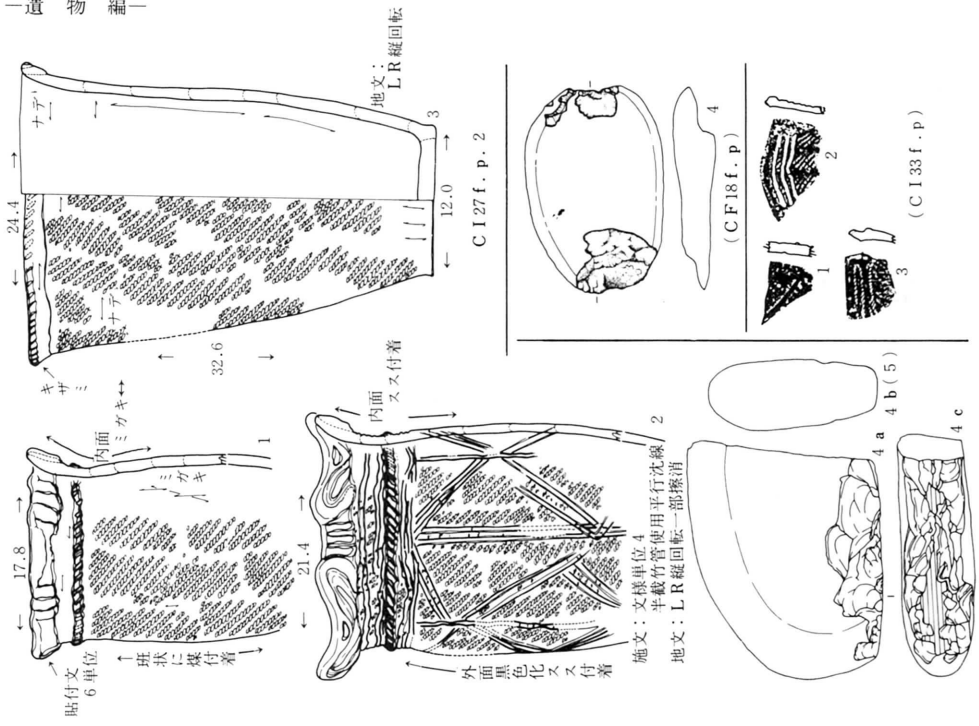 ―遺物編―
17.8
貼付文
6単位
斑状に煤付着
内面
ミガキ
ミガキ
1
24.4
ナデ
キザミ
ナデ
32.6
12.0
3
地文:
LR縦回転
CI27f.p.2
21.4
内面
スス付着
外面黒色化スス付着
2
施文:文様単位4
半截竹管使用平行沈線
地文:LR縦回転一部擦消
4
(CF18f.p)
1
2
3
(CI33f.p)
4a
4b(5)
4c